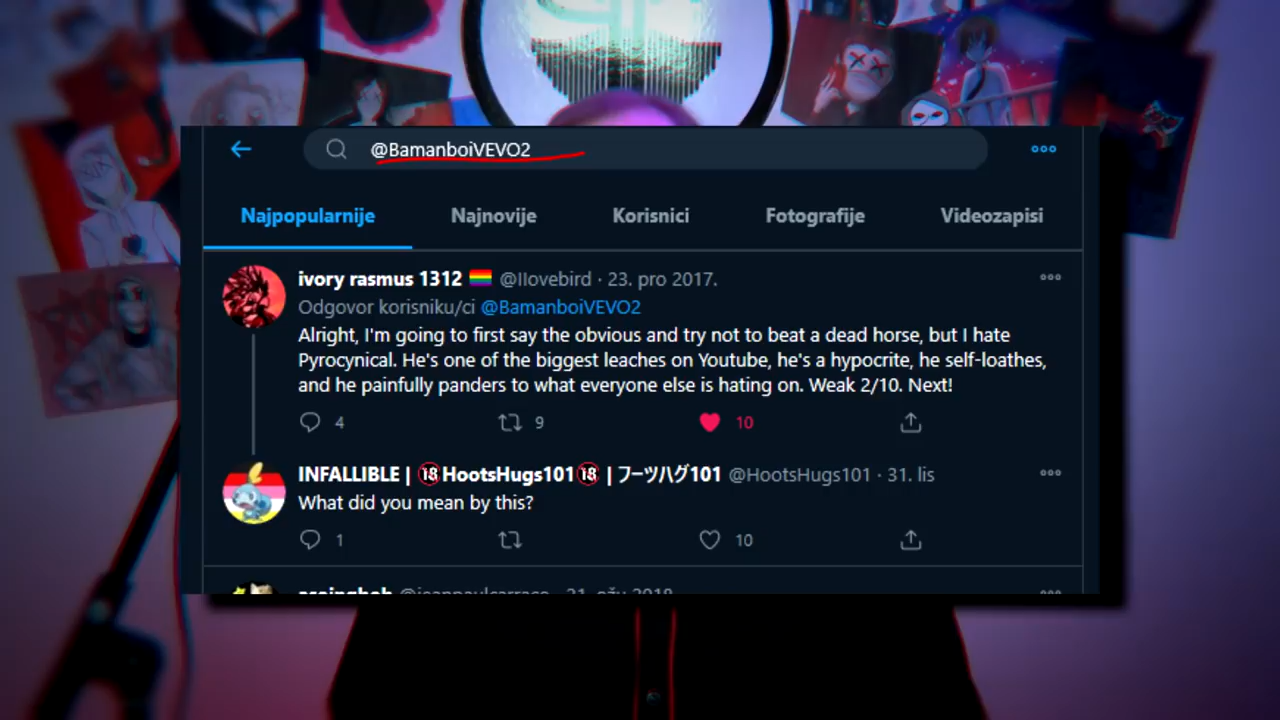 @BamanboiVEVO2
Najpopularnije Najnovije Korisnici Fotografije Videozapisi
ivory rasmus 1312 🏳️‍🌈 @IIovebird · 23. pro 2017.
Odgovor korisniku/ci @BamanboiVEVO2
Alright, I'm going to first say the obvious and try not to beat a dead horse, but I hate
Pyrocynical. He's one of the biggest leaches on Youtube, he's a hypocrite, he self-loathes,
and he painfully panders to what everyone else is hating on. Weak 2/10. Next!
4 9 10
INFALLIBLE | 🔞HootsHugs101🔞 | フーツハグ101 @HootsHugs101 · 31. lis
What did you mean by this?
1 10